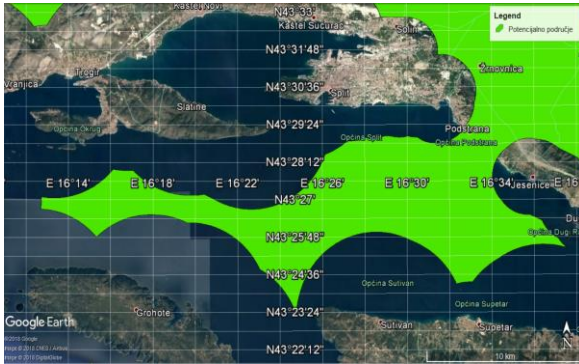 Kaštel Novi
N43°33'
Kaštel Sućurac
Solin
Legend
Potencijalno područje
N43°31'48"
Žrnovnica
Vranjica
Trogir
N43°30'36"
Split
Slatine
N43°29'24"
Podstrana
Općina Okrug
Općina Split
Općina Podstrana
N43°28'12"
E 16°14'
E 16°18'
E 16°22'
E 16°26'
E 16°30'
E 16°34'
Jesenice
N43°27'
Općina Dugi R
N43°25'48"
N43°24'36"
Općina Sutivan
N43°23'24"
Općina Supetar
Grohote
Google Earth
Sutivan
Supetar
N43°22'12"
10 km
N
©2018 Google